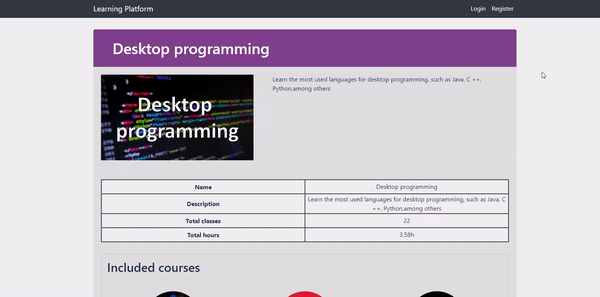 Learning Platform
Login Register
Desktop programming
Desktop
programming
Learn the most used languages for desktop programming, such as Java, C ++,
Python,among others
Name Desktop programming
Description Learn the most used languages for desktop programming, such as Java, C
++, Python,among others
Total classes 22
Total hours 3.58h
Included courses